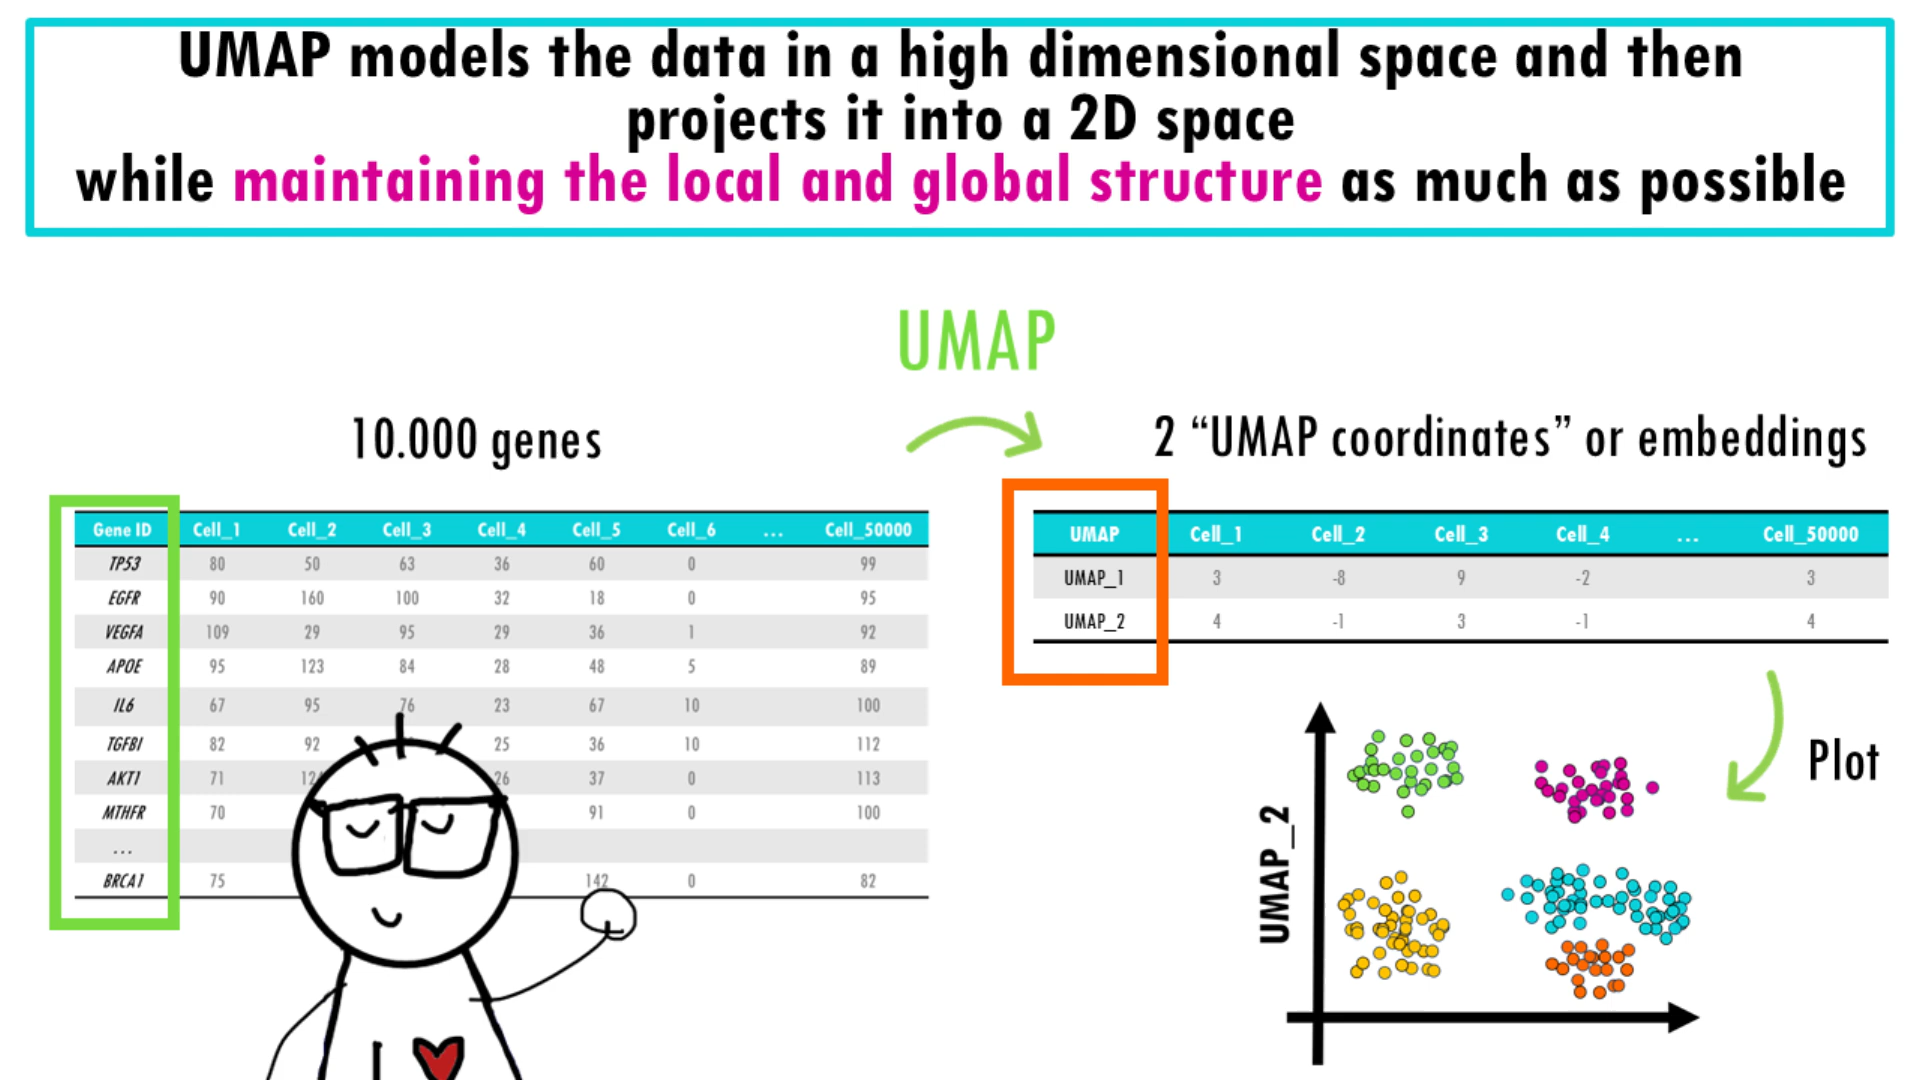 UMAP models the data in a high dimensional space and then
projects it into a 2D space
while maintaining the local and global structure as much as possible
UMAP
10.000 genes
2 “UMAP coordinates” or embeddings
Gene ID Cell_1 Cell_2 Cell_3 Cell_4 Cell_5 Cell_6 ... Cell_50000
TP53 80 50 63 36 60 0 99
EGFR 90 160 100 32 18 0 95
VEGFA 109 29 95 29 36 1 92
APOE 95 123 84 28 48 5 89
IL6 67 95 76 23 67 10 100
TGFB1 82 92 25 36 10 112
AKT1 71 26 37 0 113
MTHFR 70 91 0 100
...
BRCA1 75 142 0 82
UMAP Cell_1 Cell_2 Cell_3 Cell_4 ... Cell_50000
UMAP_1 3 -8 9 -2 3
UMAP_2 4 -1 3 -1 4
Plot
UMAP_2
I